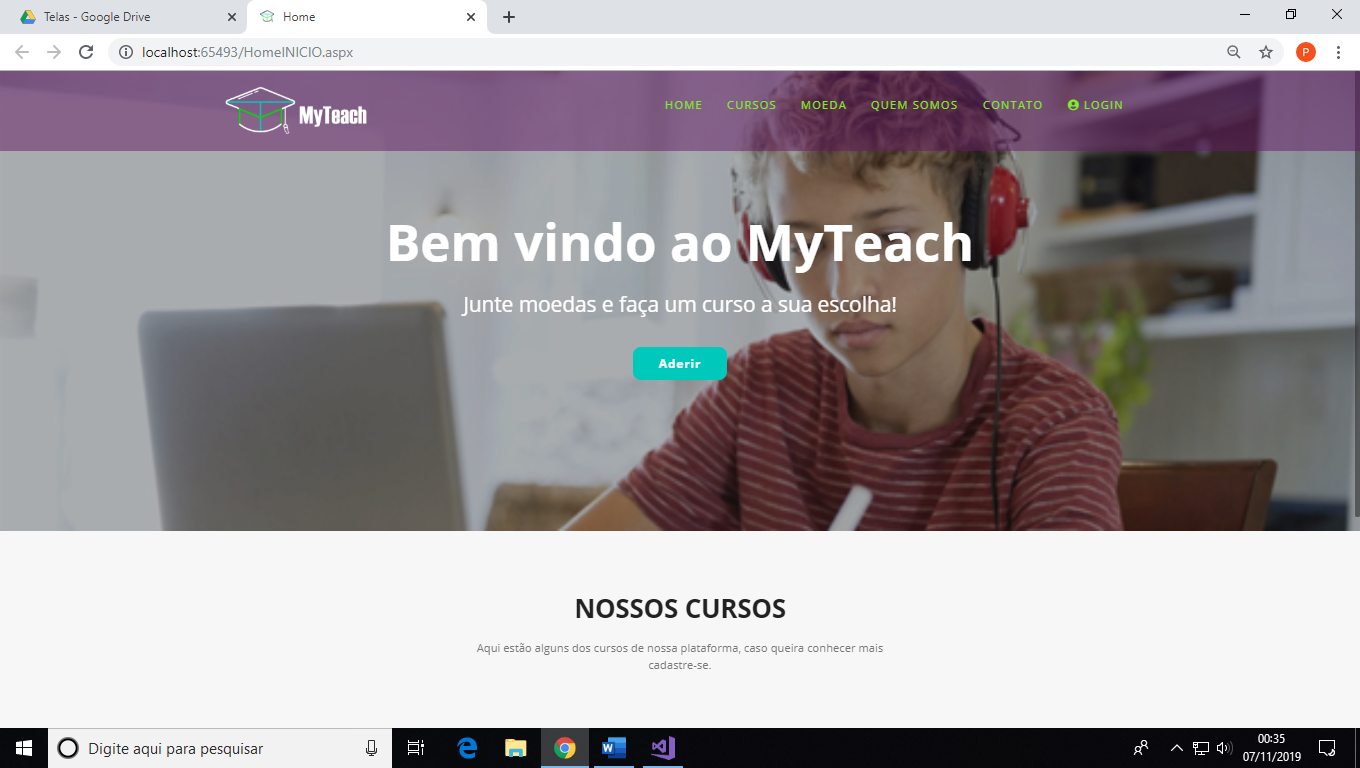 Telas - Google Drive
Home
localhost:65493/HomeINICIO.aspx
P
MyTeach
HOME
CURSOS
MOEDA
QUEM SOMOS
CONTATO
LOGIN
Bem vindo ao MyTeach
Junte moedas e faça um curso a sua escolha!
Aderir
NOSSOS CURSOS
Aqui estão alguns dos cursos de nossa plataforma, caso queira conhecer mais
cadastre-se.
Digite aqui para pesquisar
00:35
07/11/2019